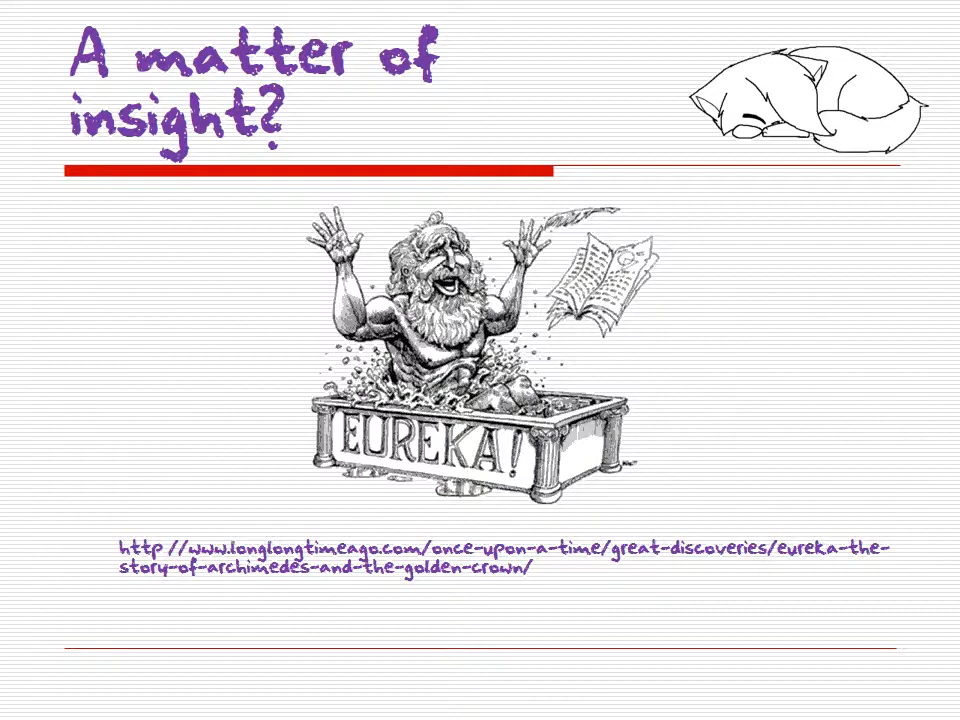 A matter of
insight?
EUREKA!
http //www.longlongtimeago.com/once-upon-a-time/great-discoveries/eureka-the-
story-of-archimedes-and-the-golden-crown/